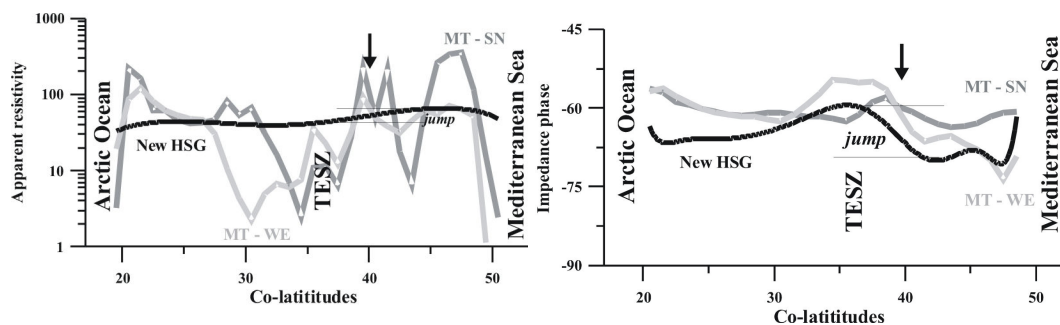 1000
100
10
1
Apparent resistivity
Arctic Ocean
New HSG
MT - WE
TESZ
jump
MT - SN
Mediterranean Sea
20
30
40
50
Co-latititudes
-45
-60
-75
-90
Impedance phase
Arctic Ocean
New HSG
jump
TESZ
MT - SN
MT - WE
Mediterranean Sea
20
30
40
50
Co-latititudes